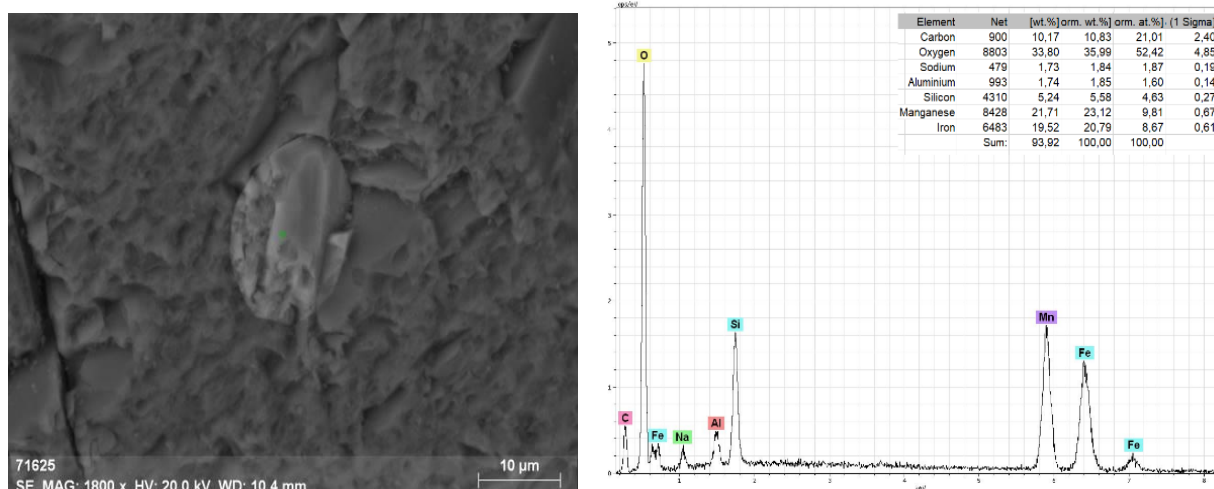 71625
SE MAG: 1800 x HV: 20.0 kV WD: 10.4 mm
10 µm
Element Net [wt.%] orm. wt.%] orm. at.%]. (1 Sigma)
Carbon 900 10,17 10,83 21,01 2,40
Oxygen 8803 33,80 35,99 52,42 4,85
Sodium 479 1,73 1,84 1,87 0,19
Aluminium 993 1,74 1,85 1,60 0,14
Silicon 4310 5,24 5,58 4,63 0,27
Manganese 8428 21,71 23,12 9,81 0,67
Iron 6483 19,52 20,79 8,67 0,61
Sum: 93,92 100,00 100,00
5
O
4
3
2
Si
Mn
Fe
1
C
Fe
Na
Al
Fe
0
1 2 3 4 5 6 7 8